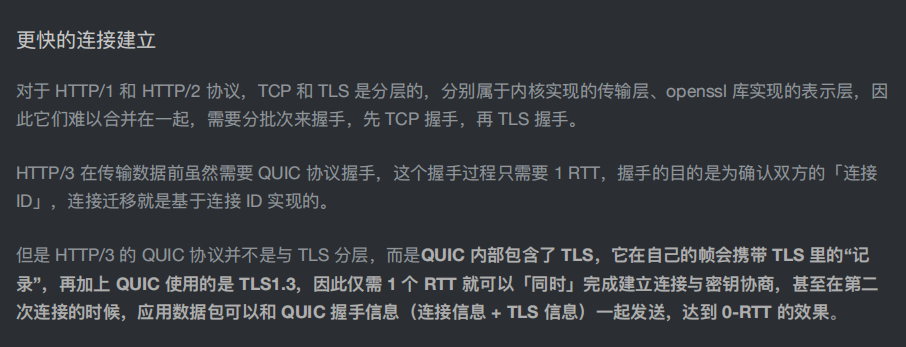 更快的连接建立
对于 HTTP/1 和 HTTP/2 协议，TCP 和 TLS 是分层的，分别属于内核实现的传输层、openssl 库实现的表示层，因
此它们难以合并在一起，需要分批次来握手，先 TCP 握手，再 TLS 握手。
HTTP/3 在传输数据前虽然需要 QUIC 协议握手，这个握手过程只需要 1 RTT，握手的目的是为确认双方的「连接
ID」，连接迁移就是基于连接 ID 实现的。
但是 HTTP/3 的 QUIC 协议并不是与 TLS 分层，而是QUIC 内部包含了 TLS，它在自己的帧会携带 TLS 里的“记
录”，再加上 QUIC 使用的是 TLS1.3，因此仅需 1 个 RTT 就可以「同时」完成建立连接与密钥协商，甚至在第二
次连接的时候，应用数据包可以和 QUIC 握手信息（连接信息 + TLS 信息）一起发送，达到 0-RTT 的效果。